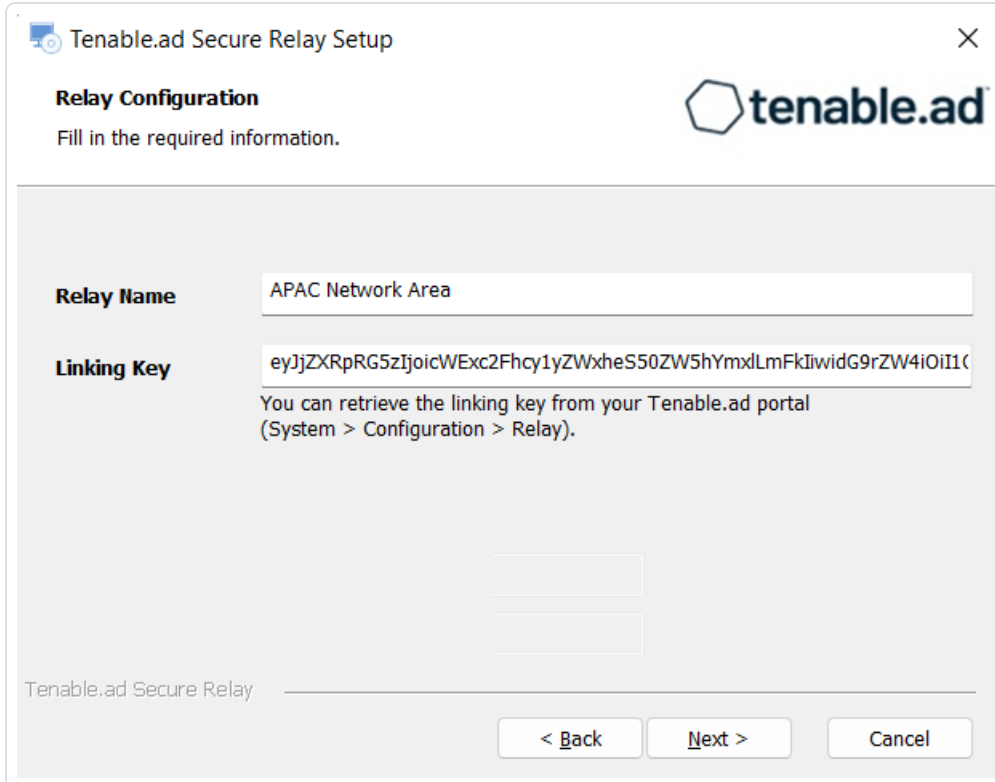 Tenable.ad Secure Relay Setup
Relay Configuration
Fill in the required information.
tenable.ad
Relay Name
APAC Network Area
Linking Key
eyJjZXRpRG5zIjoicWExc2Fhcy1yZWxheS50ZW5hYmxlLmFkIiwidG9rZW4iOiI1(
You can retrieve the linking key from your Tenable.ad portal
(System > Configuration > Relay).
Tenable.ad Secure Relay
< Back
Next >
Cancel